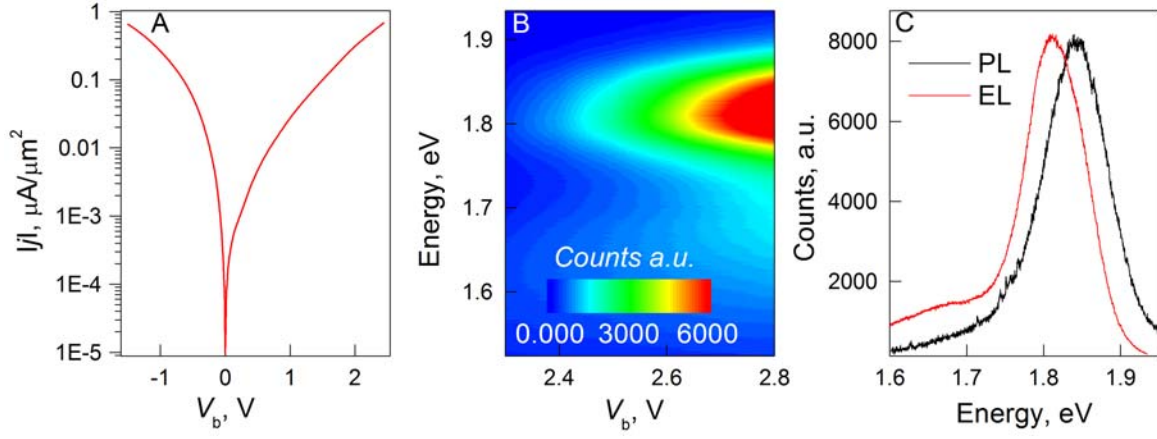 A
|j|, μA/μm²
1
0.1
0.01
1E-3
1E-4
1E-5
-1 0 1 2
V_b, V
B
Energy, eV
1.9
1.8
1.7
1.6
Counts a.u.
0.000 3000 6000
2.4 2.6 2.8
V_b, V
C
Counts, a.u.
8000
6000
4000
2000
PL
EL
1.6 1.7 1.8 1.9
Energy, eV